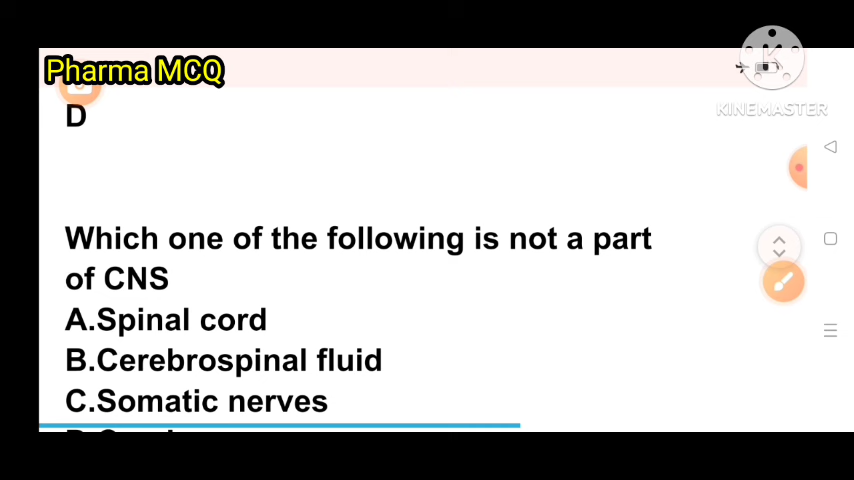 Pharma MCQ
KINEMASTER
D
Which one of the following is not a part
of CNS
A.Spinal cord
B.Cerebrospinal fluid
C.Somatic nerves